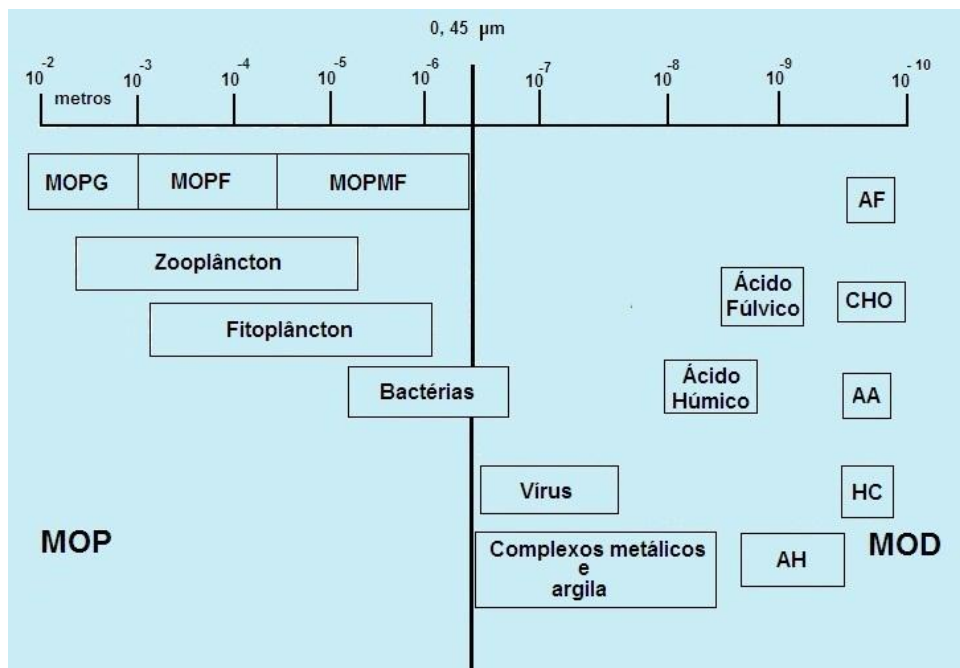 0, 45 µm
10-2 10-3 10-4 10-5 10-6 10-7 10-8 10-9 10-10
metros
MOPG MOPF MOPMF
AF
Zooplâncton
Ácido
Fúlvico
CHO
Fitoplâncton
Bactérias
Ácido
Húmico
AA
Vírus
HC
MOP
MOD
Complexos metálicos
e
argila
AH